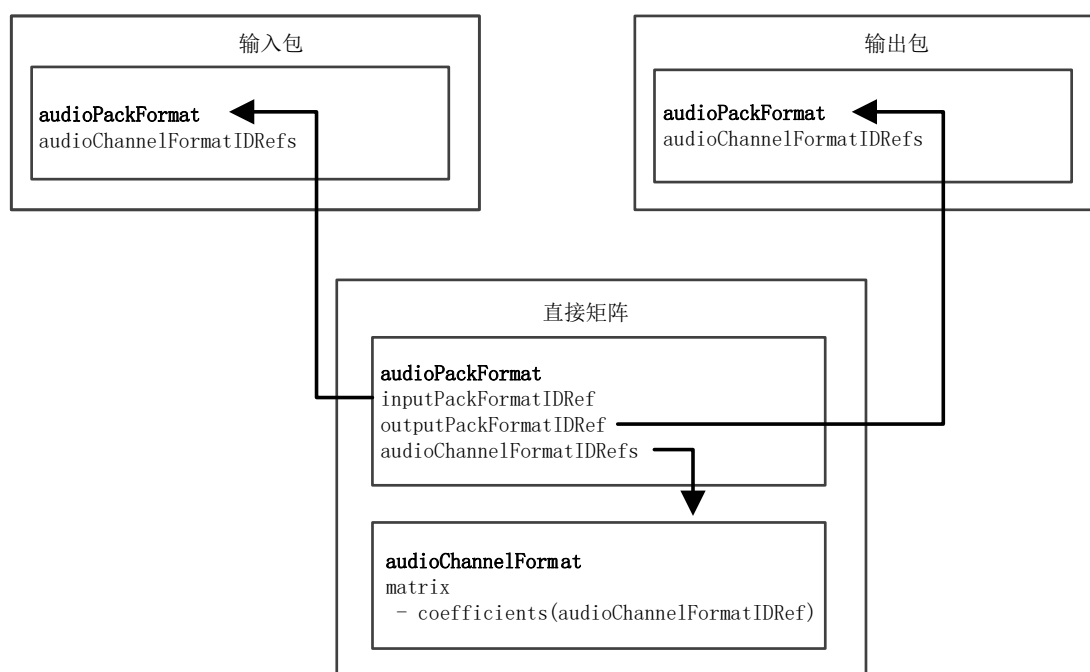 输入包
audioPackFormat
audioChannelFormatIDRefs
输出包
audioPackFormat
audioChannelFormatIDRefs
直接矩阵
audioPackFormat
inputPackFormatIDRef
outputPackFormatIDRef
audioChannelFormatIDRefs
audioChannelFormat
matrix
- coefficients(audioChannelFormatIDRef)